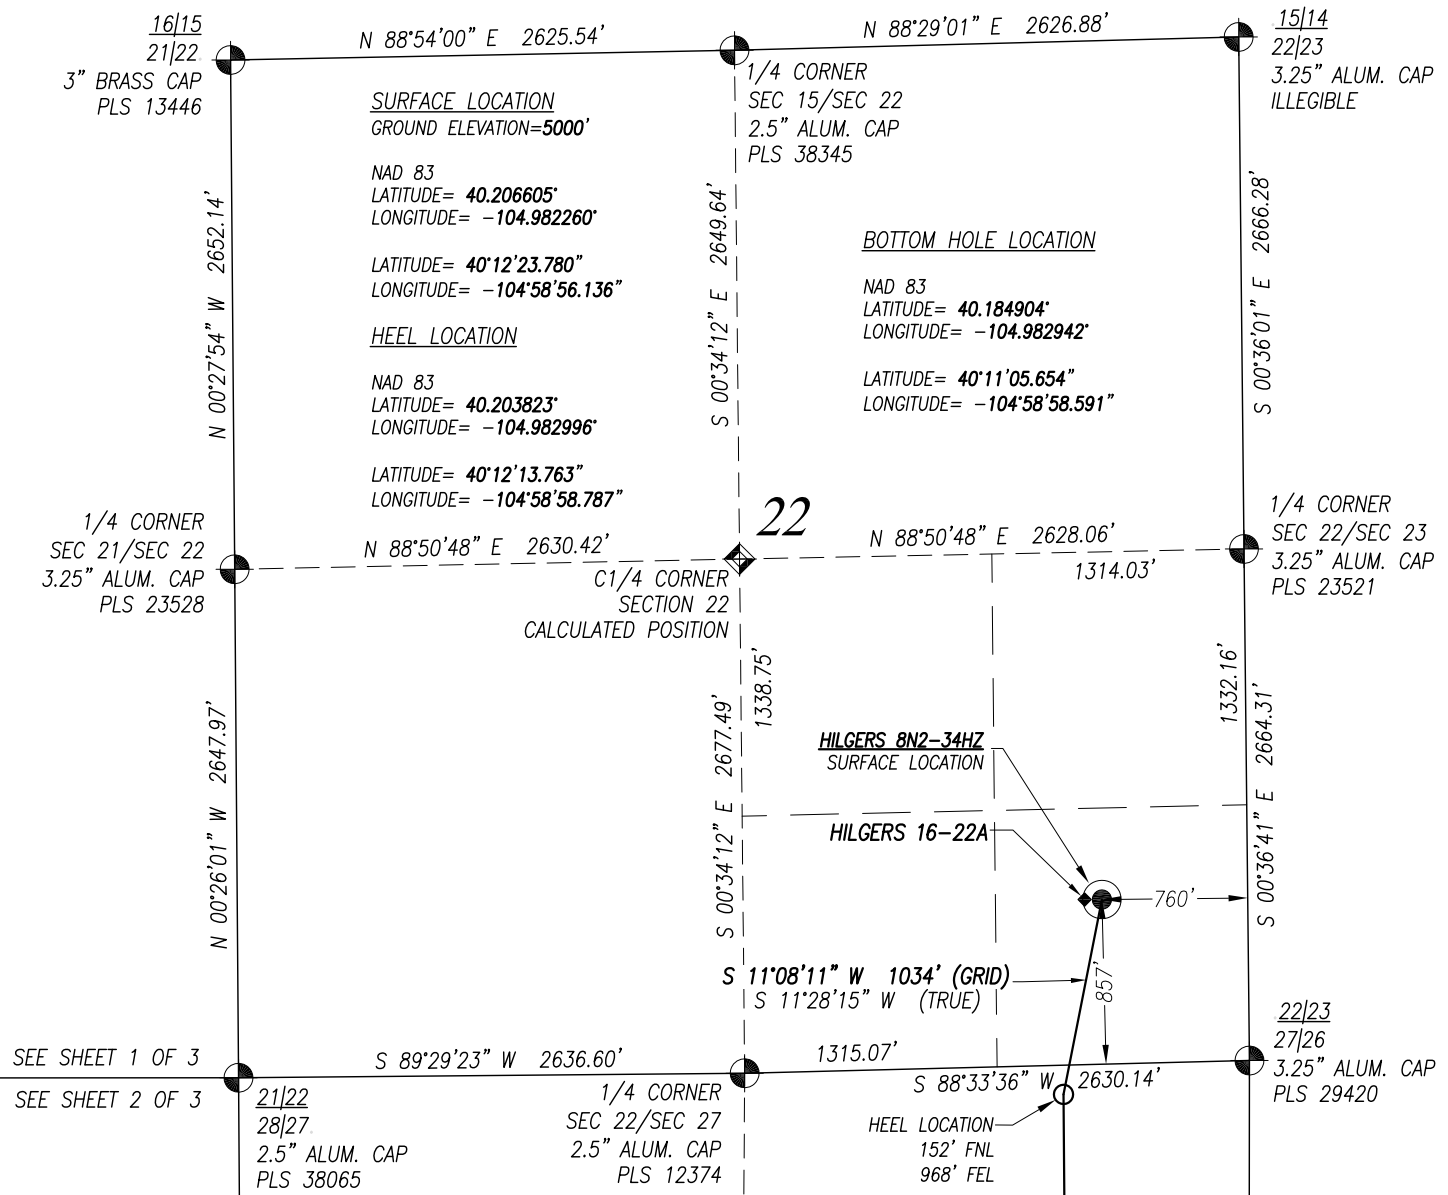 16|15
21|22
3" BRASS CAP
PLS 13446
N 88°54'00" E 2625.54'
N 88°29'01" E 2626.88'
15|14
22|23
3.25" ALUM. CAP
ILLEGIBLE
1/4 CORNER
SEC 15/SEC 22
2.5" ALUM. CAP
PLS 38345
SURFACE LOCATION
GROUND ELEVATION=5000'
NAD 83
LATITUDE= 40.206605°
LONGITUDE= -104.982260°
LATITUDE= 40°12'23.780"
LONGITUDE= -104°58'56.136"
HEEL LOCATION
NAD 83
LATITUDE= 40.203823°
LONGITUDE= -104.982996°
LATITUDE= 40°12'13.763"
LONGITUDE= -104°58'58.787"
BOTTOM HOLE LOCATION
NAD 83
LATITUDE= 40.184904°
LONGITUDE= -104.982942°
LATITUDE= 40°11'05.654"
LONGITUDE= -104°58'58.591"
N 00°27'54" W 2652.14'
S 00°34'12" E 2649.64'
S 00°36'01" E 2666.28'
1/4 CORNER
SEC 21/SEC 22
3.25" ALUM. CAP
PLS 23528
N 88°50'48" E 2630.42'
22
N 88°50'48" E 2628.06'
1314.03'
C1/4 CORNER
SECTION 22
CALCULATED POSITION
1/4 CORNER
SEC 22/SEC 23
3.25" ALUM. CAP
PLS 23521
N 00°26'01" W 2647.97'
S 00°34'12" E 2677.49'
1338.75'
1332.16'
S 00°36'41" E 2664.31'
HILGERS 8N2-34HZ
SURFACE LOCATION
HILGERS 16-22A
760'
857'
S 11°08'11" W 1034' (GRID)
S 11°28'15" W (TRUE)
SEE SHEET 1 OF 3
SEE SHEET 2 OF 3
S 89°29'23" W 2636.60'
1315.07'
S 88°33'36" W 2630.14'
21|22
28|27
2.5" ALUM. CAP
PLS 38065
1/4 CORNER
SEC 22/SEC 27
2.5" ALUM. CAP
PLS 12374
HEEL LOCATION
152' FNL
968' FEL
22|23
27|26
3.25" ALUM. CAP
PLS 29420